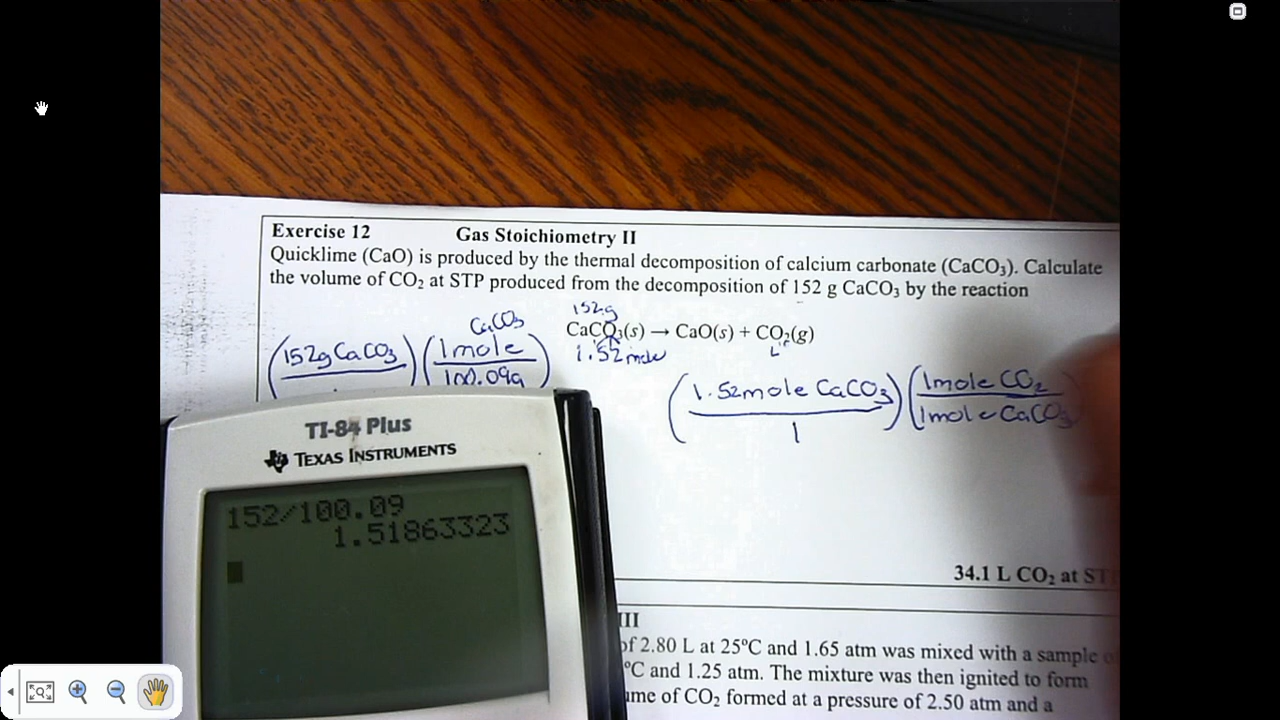 Exercise 12 Gas Stoichiometry II
Quicklime (CaO) is produced by the thermal decomposition of calcium carbonate (CaCO₃). Calculate
the volume of CO₂ at STP produced from the decomposition of 152 g CaCO₃ by the reaction
152g
CaCO₃(s) → CaO(s) + CO₂(g)
1.52 mole
CaCO₃
(152g CaCO₃) (1mole
100.09g)
(1.52mole CaCO₃) (1mole CO₂
1 1mole CaCO₃
TI-84 Plus
TEXAS INSTRUMENTS
152/100.09
1.51863323
34.1 L CO₂ at
III
of 2.80 L at 25ºC and 1.65 atm was mixed with a sample
ºC and 1.25 atm. The mixture was then ignited to form
CO₂ formed at a pressure of 2.50 atm and a